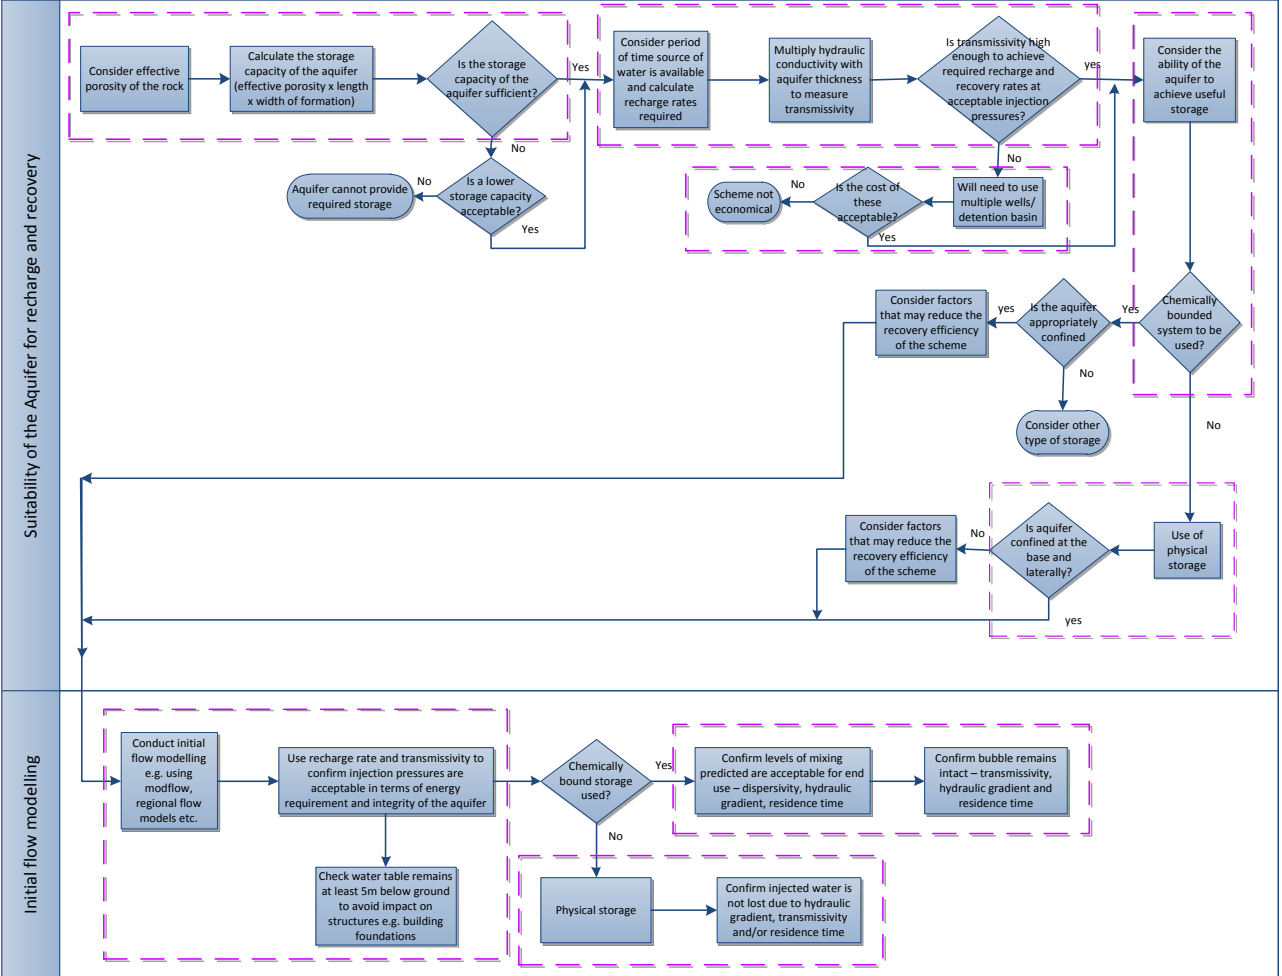 Suitability of the Aquifer for recharge and recovery
Consider effective
porosity of the rock
Calculate the storage
capacity of the aquifer
(effective porosity x length
x width of formation)
Is the storage
capacity of the
aquifer sufficient?
Yes
No
Is a lower
storage capacity
acceptable?
No
Aquifer cannot provide
required storage
Yes
Consider period
of time source of
water is available
and calculate
recharge rates
required
Multiply hydraulic
conductivity with
aquifer thickness
to measure
transmissivity
Is transmissivity high
enough to achieve
required recharge and
recovery rates at
acceptable injection
pressures?
yes
No
Will need to use
multiple wells/
detention basin
Is the cost of
these
acceptable?
No
Scheme not
economical
Yes
Consider the
ability of the
aquifer to
achieve useful
storage
Chemically
bounded
system to be
used?
Yes
Is the aquifer
appropriately
confined
yes
Consider factors
that may reduce the
recovery efficiency
of the scheme
No
Consider other
type of storage
No
Use of
physical
storage
Is aquifer
confined at the
base and
laterally?
No
Consider factors
that may reduce the
recovery efficiency
of the scheme
yes
Initial flow modelling
Conduct initial
flow modelling
e.g. using
modflow,
regional flow
models etc.
Use recharge rate and transmissivity to
confirm injection pressures are
acceptable in terms of energy
requirement and integrity of the aquifer
Check water table remains
at least 5m below ground
to avoid impact on
structures e.g. building
foundations
Chemically
bound storage
used?
Yes
Confirm levels of mixing
predicted are acceptable for end
use – dispersivity, hydraulic
gradient, residence time
Confirm bubble remains
intact – transmissivity,
hydraulic gradient and
residence time
No
Physical storage
Confirm injected water is
not lost due to hydraulic
gradient, transmissivity
and/or residence time